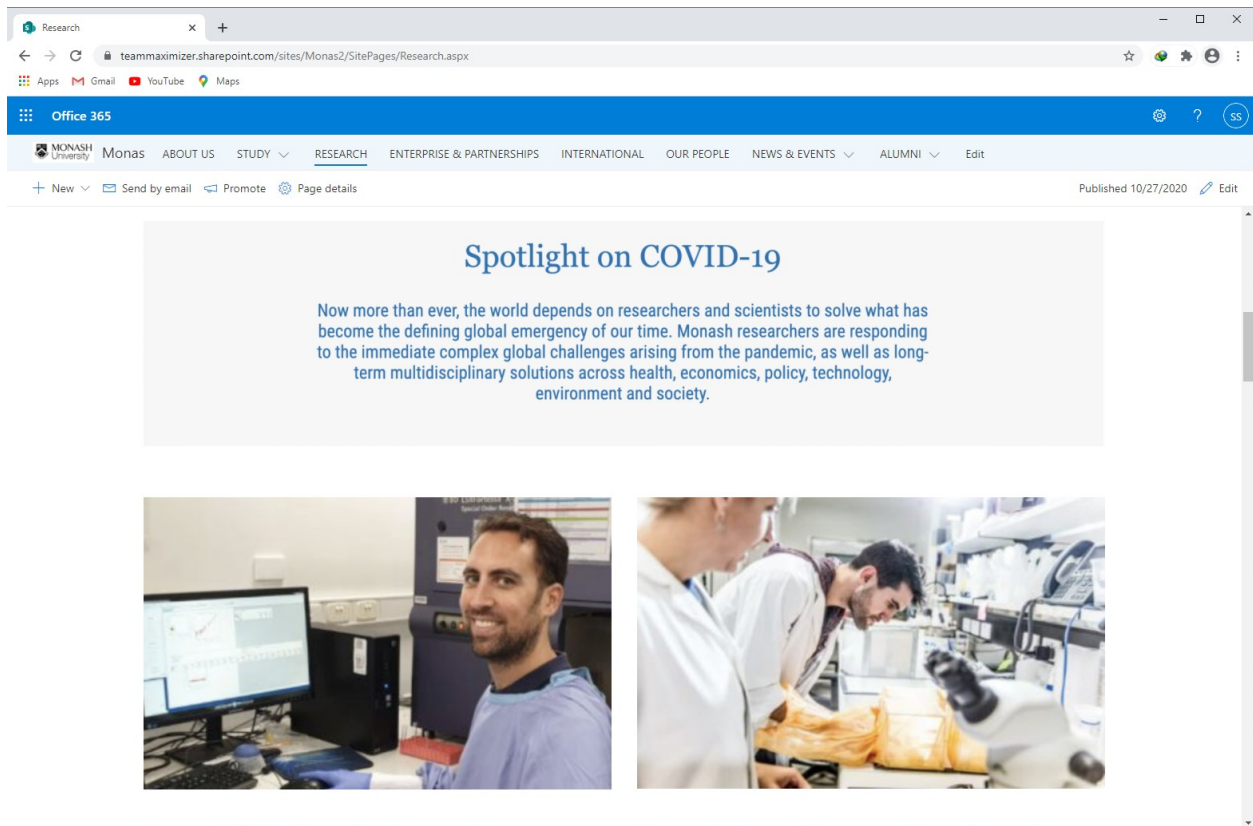 Research
teammaximizer.sharepoint.com/sites/Monas2/SitePages/Research.aspx
Apps Gmail YouTube Maps
Office 365 ? SS
MONASH University Monas ABOUT US STUDY RESEARCH ENTERPRISE & PARTNERSHIPS INTERNATIONAL OUR PEOPLE NEWS & EVENTS ALUMNI Edit
New Send by email Promote Page details Published 10/27/2020 Edit
Spotlight on COVID-19
Now more than ever, the world depends on researchers and scientists to solve what has
become the defining global emergency of our time. Monash researchers are responding
to the immediate complex global challenges arising from the pandemic, as well as long-
term multidisciplinary solutions across health, economics, policy, technology,
environment and society.